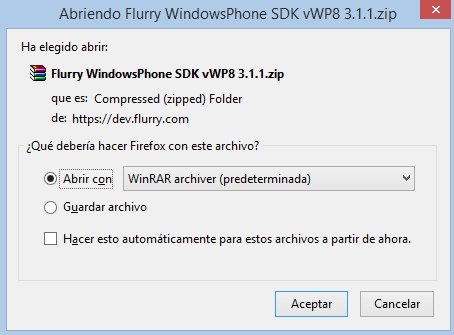 Abriendo Flurry WindowsPhone SDK vWP8 3.1.1.zip
Ha elegido abrir:
Flurry WindowsPhone SDK vWP8 3.1.1.zip
que es: Compressed (zipped) Folder
de: https://dev.flurry.com
¿Qué debería hacer Firefox con este archivo?
Abrir con WinRAR archiver (predeterminada)
Guardar archivo
Hacer esto automáticamente para estos archivos a partir de ahora.
Aceptar Cancelar